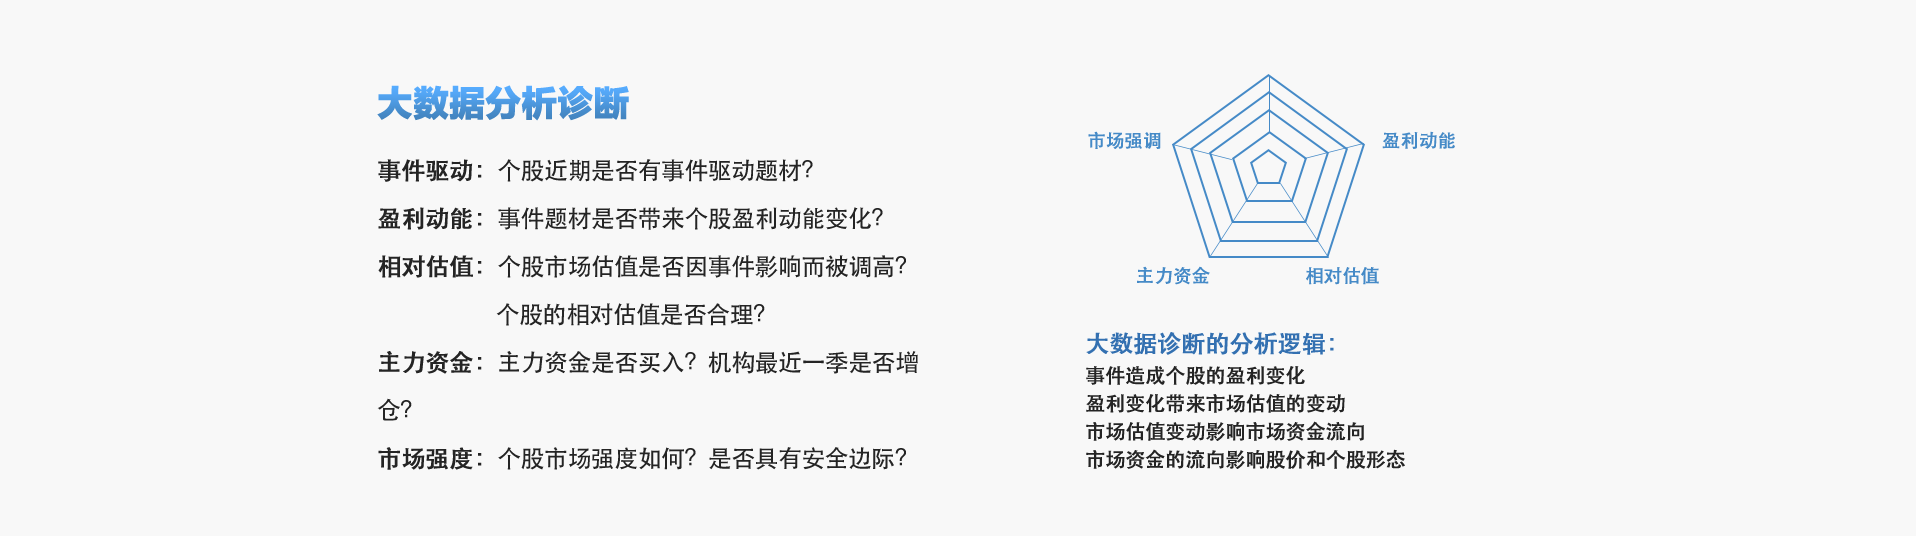 大数据分析诊断
事件驱动：个股近期是否有事件驱动题材？
盈利动能：事件题材是否带来个股盈利动能变化？
相对估值：个股市场估值是否因事件影响而被调高？
个股的相对估值是否合理？
主力资金：主力资金是否买入？机构最近一季是否增
仓？
市场强度：个股市场强度如何？是否具有安全边际？
市场强调
盈利动能
主力资金
相对估值
大数据诊断的分析逻辑：
事件造成个股的盈利变化
盈利变化带来市场估值的变动
市场估值变动影响市场资金流向
市场资金的流向影响股价和个股形态